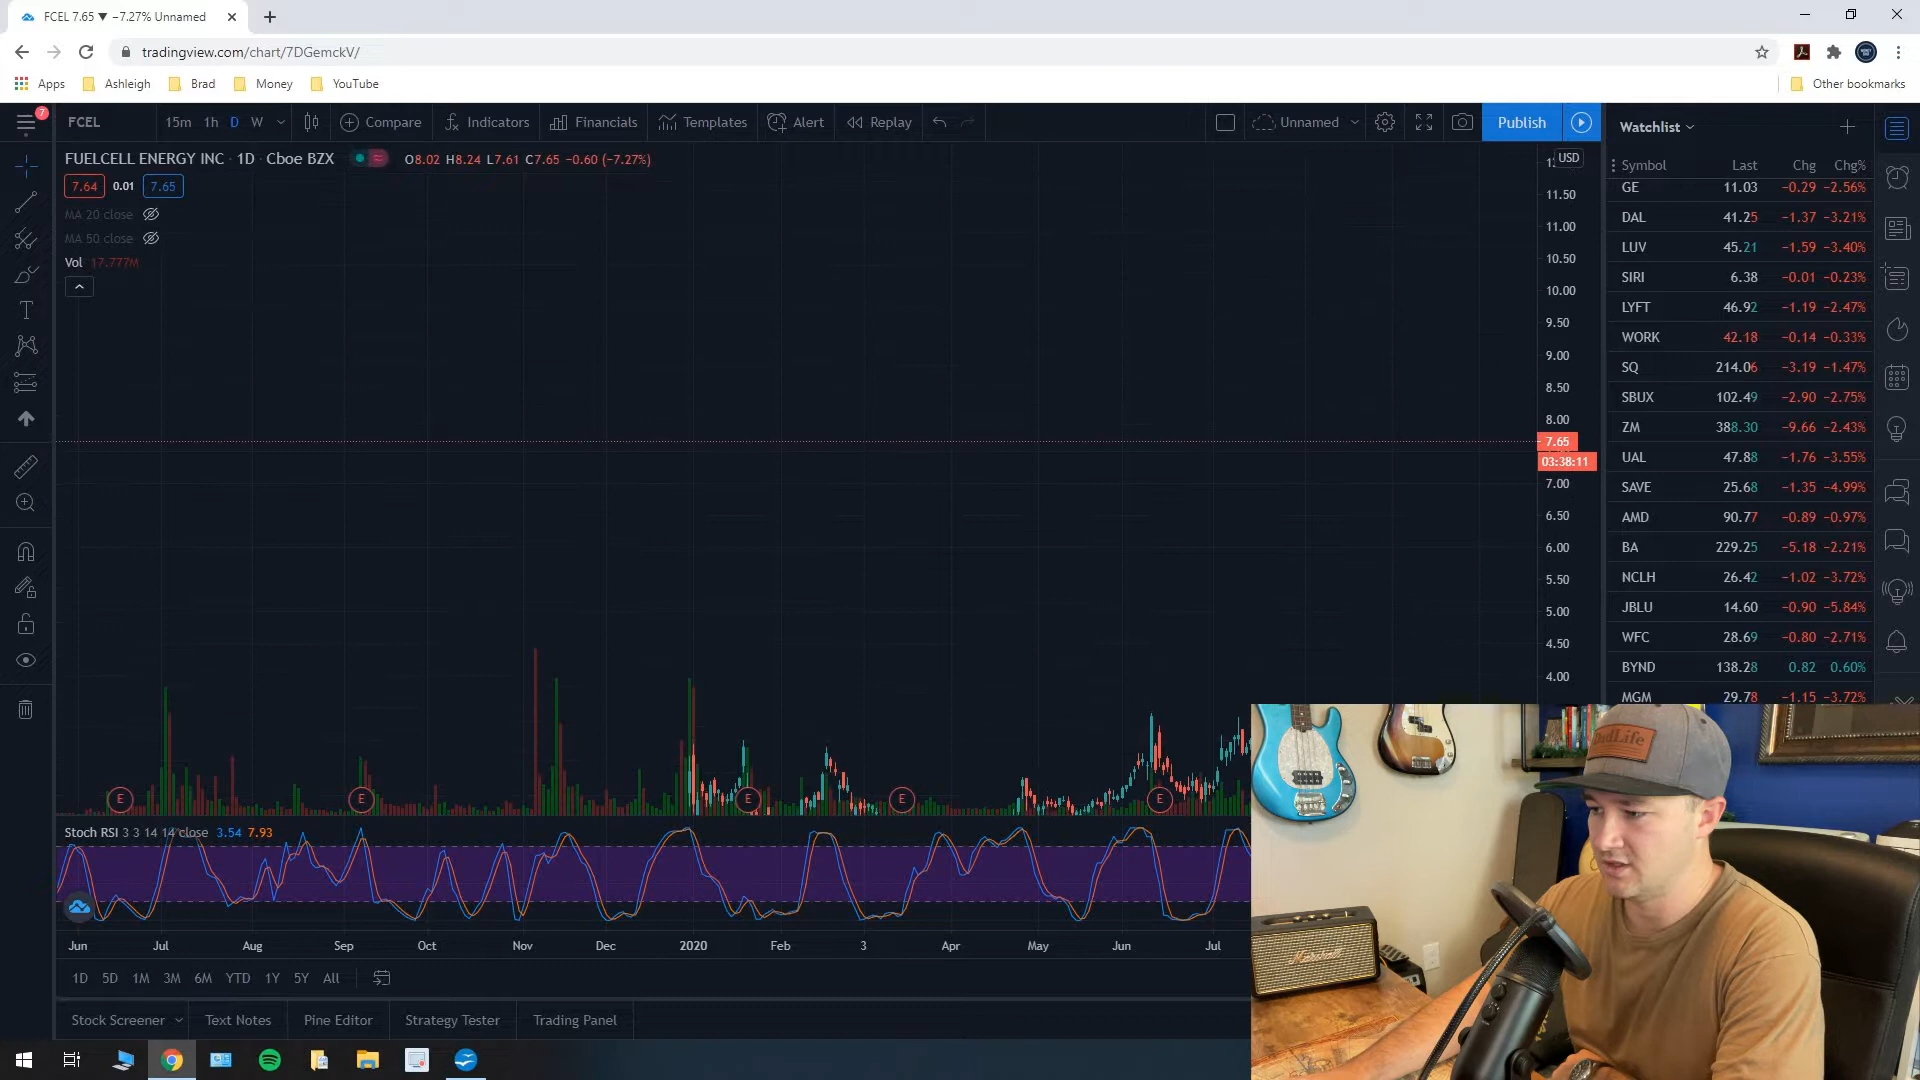 FCEL 7.65 ▼ −7.27% Unnamed
tradingview.com/chart/7DGemckV/
Apps Ashleigh Brad Money YouTube Other bookmarks
7
FCEL 15m 1h D W Compare Indicators Financials Templates Alert Replay Unnamed Publish
Watchlist
FUELCELL ENERGY INC · 1D · Cboe BZX O8.02 H8.24 L7.61 C7.65 −0.60 (−7.27%)
USD
7.64 0.01 7.65
MA 20 close
MA 50 close
Vol 17.777M
11.50
11.00
10.50
10.00
9.50
9.00
8.50
8.00
7.65
03:38:11
7.00
6.50
6.00
5.50
5.00
4.50
4.00
Symbol Last Chg Chg%
GE 11.03 −0.29 −2.56%
DAL 41.25 −1.37 −3.21%
LUV 45.21 −1.59 −3.40%
SIRI 6.38 −0.01 −0.23%
LYFT 46.92 −1.19 −2.47%
WORK 42.18 −0.14 −0.33%
SQ 214.06 −3.19 −1.47%
SBUX 102.49 −2.90 −2.75%
ZM 388.30 −9.66 −2.43%
UAL 47.88 −1.76 −3.55%
SAVE 25.68 −1.35 −4.99%
AMD 90.77 −0.89 −0.97%
BA 229.25 −5.18 −2.21%
NCLH 26.42 −1.02 −3.72%
JBLU 14.60 −0.90 −5.84%
WFC 28.69 −0.80 −2.71%
BYND 138.28 0.82 0.60%
MGM 29.78 −1.15 −3.72%
E E E E E
Stoch RSI 3 3 14 14 close 3.54 7.93
Jun Jul Aug Sep Oct Nov Dec 2020 Feb 3 Apr May Jun Jul
1D 5D 1M 3M 6M YTD 1Y 5Y All
Stock Screener Text Notes Pine Editor Strategy Tester Trading Panel
DadLife
Marshall